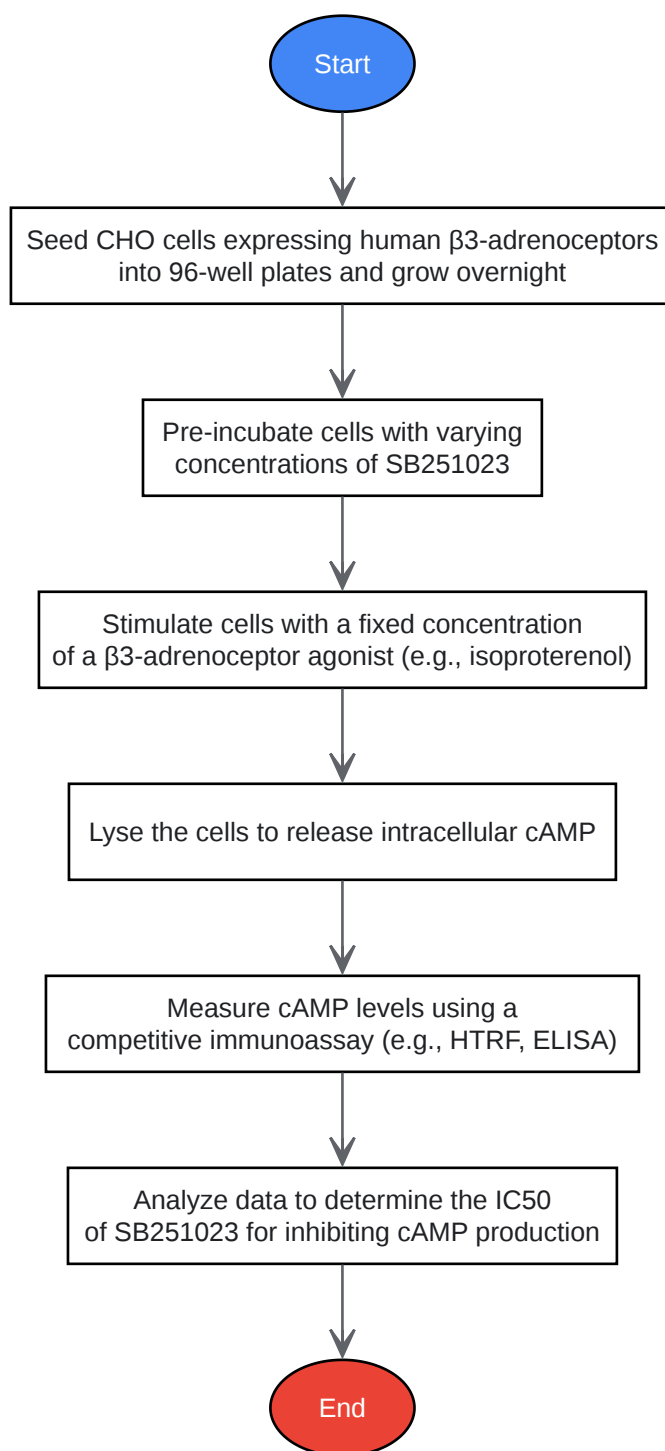 Start
Seed CHO cells expressing human β3-adrenoceptors
into 96-well plates and grow overnight
Pre-incubate cells with varying
concentrations of SB251023
Stimulate cells with a fixed concentration
of a β3-adrenoceptor agonist (e.g., isoproterenol)
Lyse the cells to release intracellular cAMP
Measure cAMP levels using a
competitive immunoassay (e.g., HTRF, ELISA)
Analyze data to determine the IC50
of SB251023 for inhibiting cAMP production
End